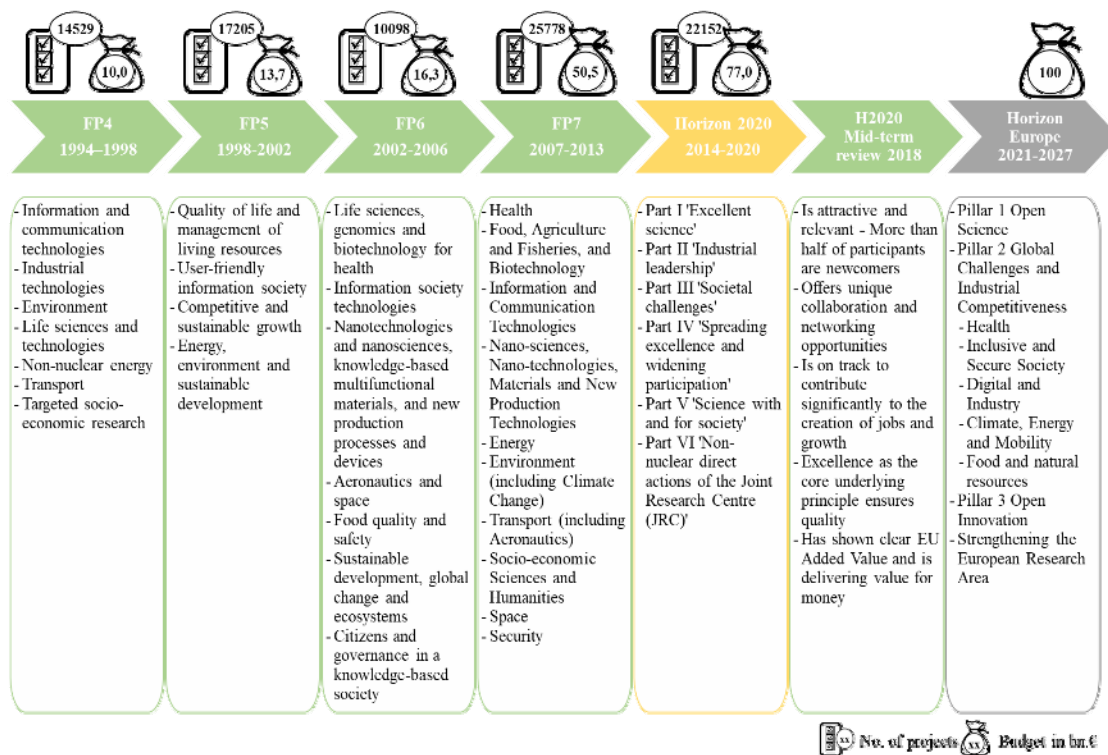 14529
10,0
17205
13,7
10098
16,3
25778
50,5
22152
77,0
100
FP4
1994–1998
FP5
1998-2002
FP6
2002-2006
FP7
2007-2013
Horizon 2020
2014-2020
H2020
Mid-term
review 2018
Horizon
Europe
2021-2027
- Information and
communication
technologies
- Industrial
technologies
- Environment
- Life sciences and
technologies
- Non-nuclear energy
- Transport
- Targeted socio-
economic research
- Quality of life and
management of
living resources
- User-friendly
information society
- Competitive and
sustainable growth
- Energy,
environment and
sustainable
development
- Life sciences,
genomics and
biotechnology for
health
- Information society
technologies
- Nanotechnologies
and nanosciences,
knowledge-based
multifunctional
materials, and new
production
processes and
devices
- Aeronautics and
space
- Food quality and
safety
- Sustainable
development, global
change and
ecosystems
- Citizens and
governance in a
knowledge-based
society
- Health
- Food, Agriculture
and Fisheries, and
Biotechnology
- Information and
Communication
Technologies
- Nano-sciences,
Nano-technologies,
Materials and New
Production
Technologies
- Energy
- Environment
(including Climate
Change)
- Transport (including
Aeronautics)
- Socio-economic
Sciences and
Humanities
- Space
- Security
- Part I 'Excellent
science'
- Part II 'Industrial
leadership'
- Part III 'Societal
challenges'
- Part IV 'Spreading
excellence and
widening
participation'
- Part V 'Science with
and for society'
- Part VI 'Non-
nuclear direct
actions of the Joint
Research Centre
(JRC)'
- Is attractive and
relevant - More than
half of participants
are newcomers
- Offers unique
collaboration and
networking
opportunities
- Is on track to
contribute
significantly to the
creation of jobs and
growth
- Excellence as the
core underlying
principle ensures
quality
- Has shown clear EU
Added Value and is
delivering value for
money
- Pillar 1 Open
Science
- Pillar 2 Global
Challenges and
Industrial
Competitiveness
- Health
- Inclusive and
Secure Society
- Digital and
Industry
- Climate, Energy
and Mobility
- Food and natural
resources
- Pillar 3 Open
Innovation
- Strengthening the
European Research
Area
xx No. of projects xx Budget in bn.€